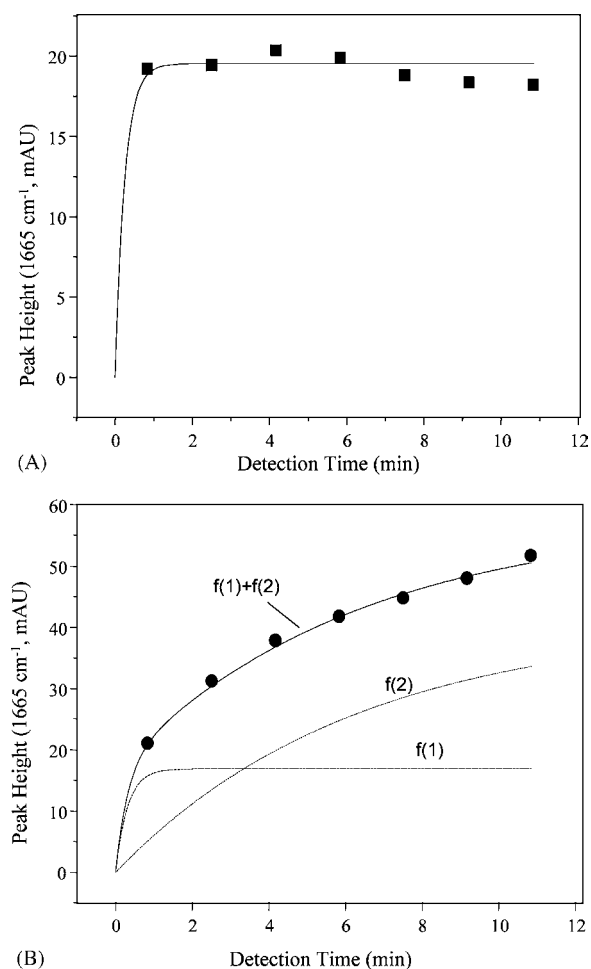 20
15
10
5
0
Peak Height (1665 cm⁻¹, mAU)
0 2 4 6 8 10 12
(A)
Detection Time (min)
60
50
40
30
20
10
0
Peak Height (1665 cm⁻¹, mAU)
f(1)+f(2)
f(2)
f(1)
0 2 4 6 8 10 12
(B)
Detection Time (min)